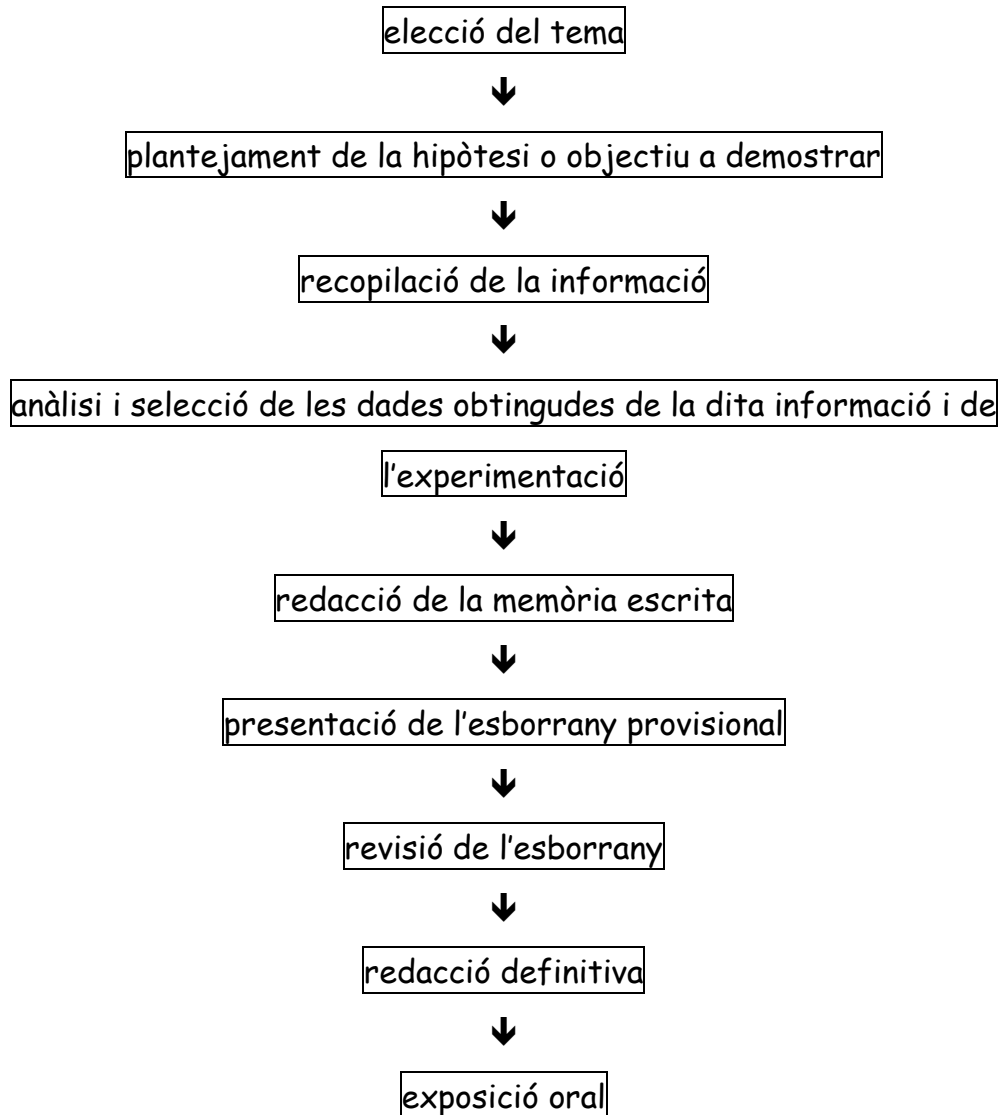 elecció del tema
plantejament de la hipòtesi o objectiu a demostrar
recopilació de la informació
anàlisi i selecció de les dades obtingudes de la dita informació i de
l'experimentació
redacció de la memòria escrita
presentació de l'esborrany provisional
revisió de l'esborrany
redacció definitiva
exposició oral